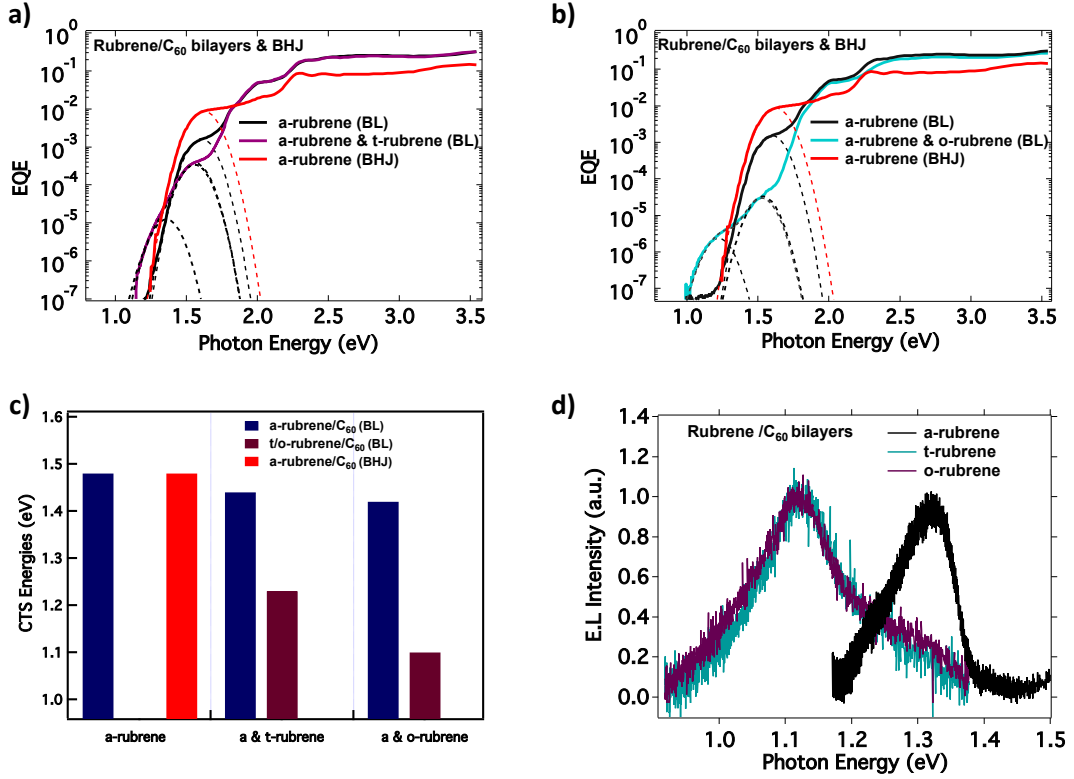 a)
10⁰
10⁻¹
10⁻²
10⁻³
10⁻⁴
10⁻⁵
10⁻⁶
10⁻⁷
EQE
Rubrene/C₆₀ bilayers & BHJ
a-rubrene (BL)
a-rubrene & t-rubrene (BL)
a-rubrene (BHJ)
1.0 1.5 2.0 2.5 3.0 3.5
Photon Energy (eV)
b)
10⁰
10⁻¹
10⁻²
10⁻³
10⁻⁴
10⁻⁵
10⁻⁶
10⁻⁷
EQE
Rubrene/C₆₀ bilayers & BHJ
a-rubrene (BL)
a-rubrene & o-rubrene (BL)
a-rubrene (BHJ)
1.0 1.5 2.0 2.5 3.0 3.5
Photon Energy (eV)
c)
1.6
1.5
1.4
1.3
1.2
1.1
1.0
CTS Energies (eV)
a-rubrene/C₆₀ (BL)
t/o-rubrene/C₆₀ (BL)
a-rubrene/C₆₀ (BHJ)
a-rubrene a & t-rubrene a & o-rubrene
d)
1.4
1.2
1.0
0.8
0.6
0.4
0.2
0.0
E.L Intensity (a.u.)
Rubrene /C₆₀ bilayers
a-rubrene
t-rubrene
o-rubrene
1.0 1.1 1.2 1.3 1.4 1.5
Photon Energy (eV)